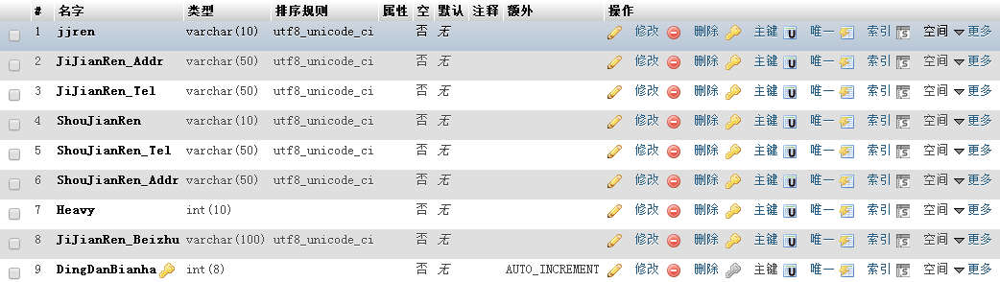 # 名字 类型 排序规则 属性 空 默认 注释 额外 操作
1 jjren varchar(10) utf8_unicode_ci 否 无 修改 删除 主键 唯一 索引 空间 更多
2 JiJianRen_Addr varchar(50) utf8_unicode_ci 否 无 修改 删除 主键 唯一 索引 空间 更多
3 JiJianRen_Tel varchar(50) utf8_unicode_ci 否 无 修改 删除 主键 唯一 索引 空间 更多
4 ShouJianRen varchar(10) utf8_unicode_ci 否 无 修改 删除 主键 唯一 索引 空间 更多
5 ShouJianRen_Tel varchar(50) utf8_unicode_ci 否 无 修改 删除 主键 唯一 索引 空间 更多
6 ShouJianRen_Addr varchar(50) utf8_unicode_ci 否 无 修改 删除 主键 唯一 索引 空间 更多
7 Heavy int(10) 否 无 修改 删除 主键 唯一 索引 空间 更多
8 JiJianRen_Beizhu varchar(100) utf8_unicode_ci 否 无 修改 删除 主键 唯一 索引 空间 更多
9 DingDanBianha int(8) 否 无 AUTO_INCREMENT 修改 删除 主键 唯一 索引 空间 更多